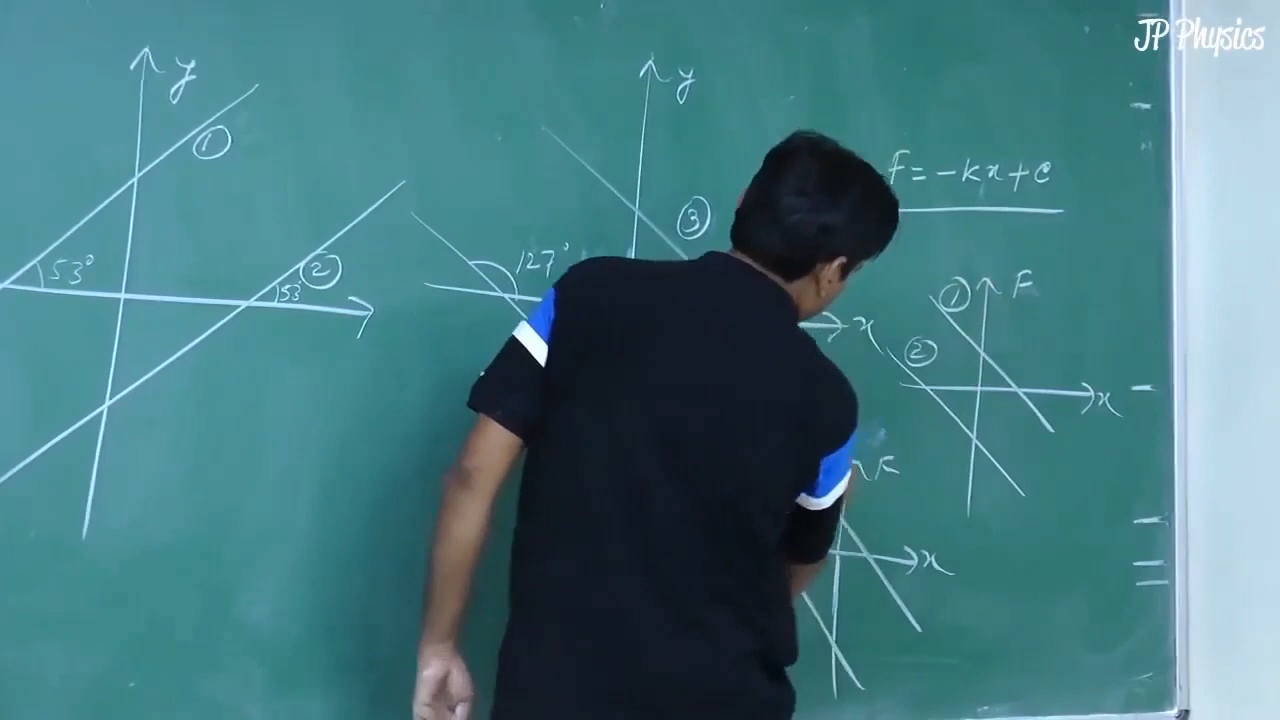 JP Physics
y
①
53°
②
53
y
③
127°
x
F = -kx + c
① F
②
x
F
x